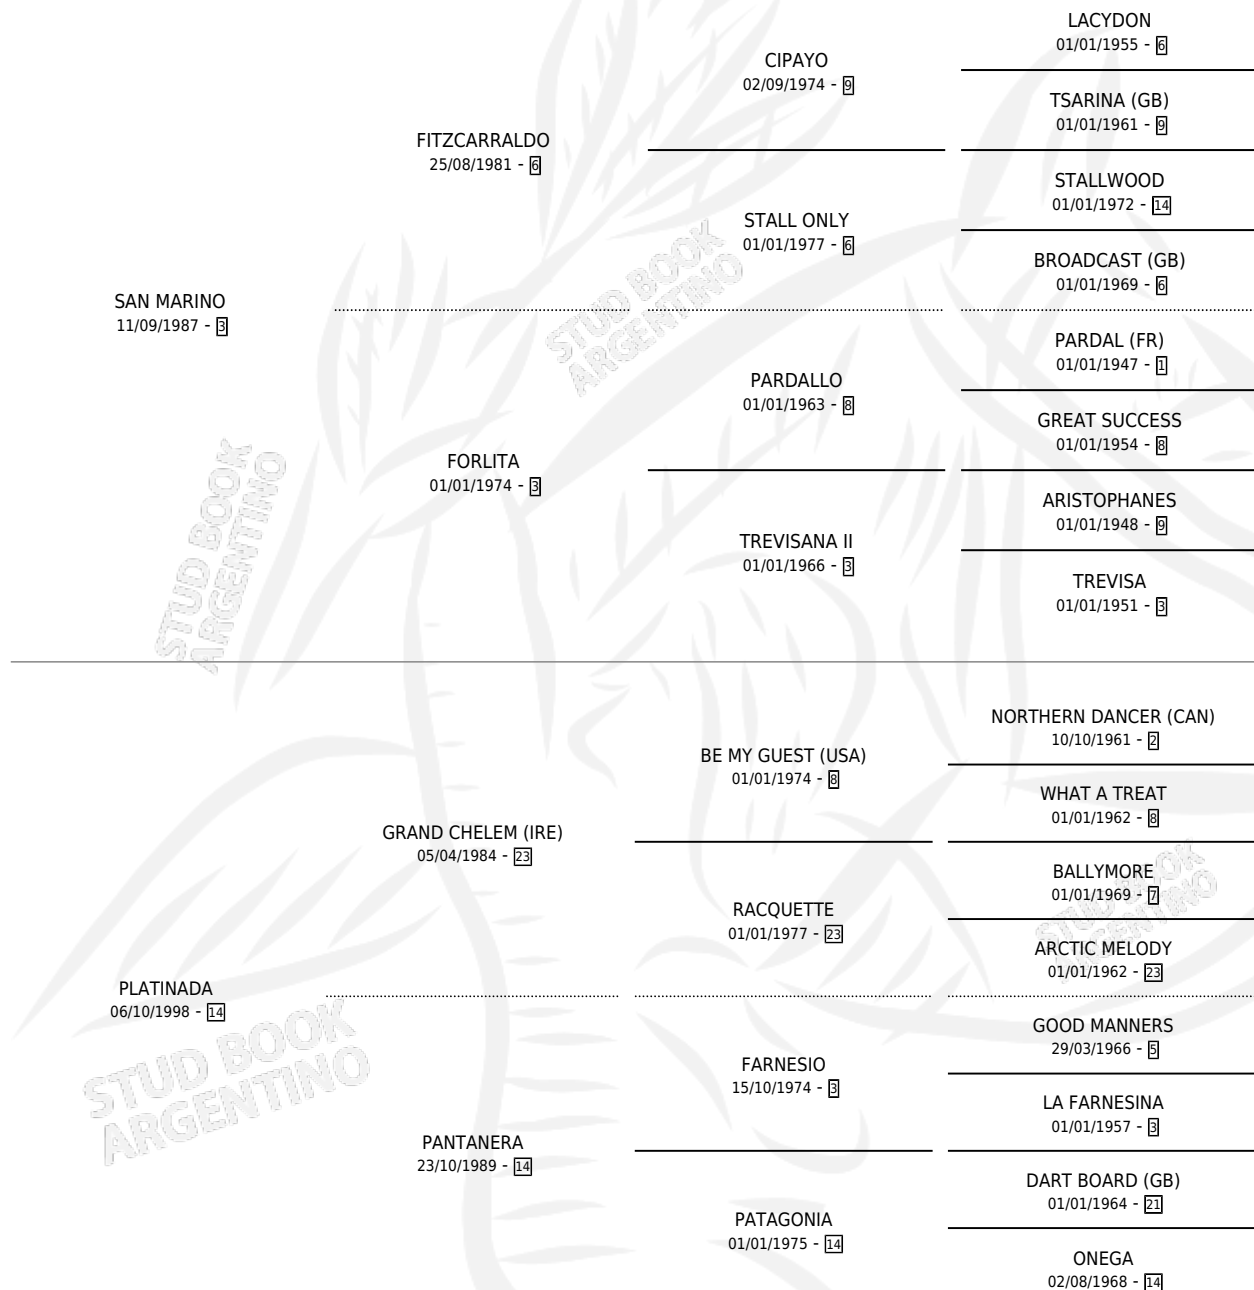 LACYDON
01/01/1955 - 6
CIPAYO
02/09/1974 - 9
TSARINA (GB)
01/01/1961 - 9
FITZCARRALDO
25/08/1981 - 6
STALLWOOD
01/01/1972 - 14
STALL ONLY
01/01/1977 - 6
BROADCAST (GB)
01/01/1969 - 6
SAN MARINO
11/09/1987 - 3
STUD BOOK
ARGENTINO
PARDAL (FR)
01/01/1947 - 1
PARDALLO
01/01/1963 - 8
GREAT SUCCESS
01/01/1954 - 8
FORLITA
01/01/1974 - 3
ARISTOPHANES
01/01/1948 - 9
TREVISANA II
01/01/1966 - 3
TREVISA
01/01/1951 - 3
STUD BOOK
ARGENTINO
NORTHERN DANCER (CAN)
10/10/1961 - 2
BE MY GUEST (USA)
01/01/1974 - 8
WHAT A TREAT
01/01/1962 - 8
GRAND CHELEM (IRE)
05/04/1984 - 23
BALLYMORE
01/01/1969 - 7
RACQUETTE
01/01/1977 - 23
STUD BOOK
ARGENTINO
ARCTIC MELODY
01/01/1962 - 23
PLATINADA
06/10/1998 - 14
STUD BOOK
ARGENTINO
GOOD MANNERS
29/03/1966 - 5
FARNESIO
15/10/1974 - 3
LA FARNESINA
01/01/1957 - 3
PANTANERA
23/10/1989 - 14
DART BOARD (GB)
01/01/1964 - 21
PATAGONIA
01/01/1975 - 14
ONEGA
02/08/1968 - 14